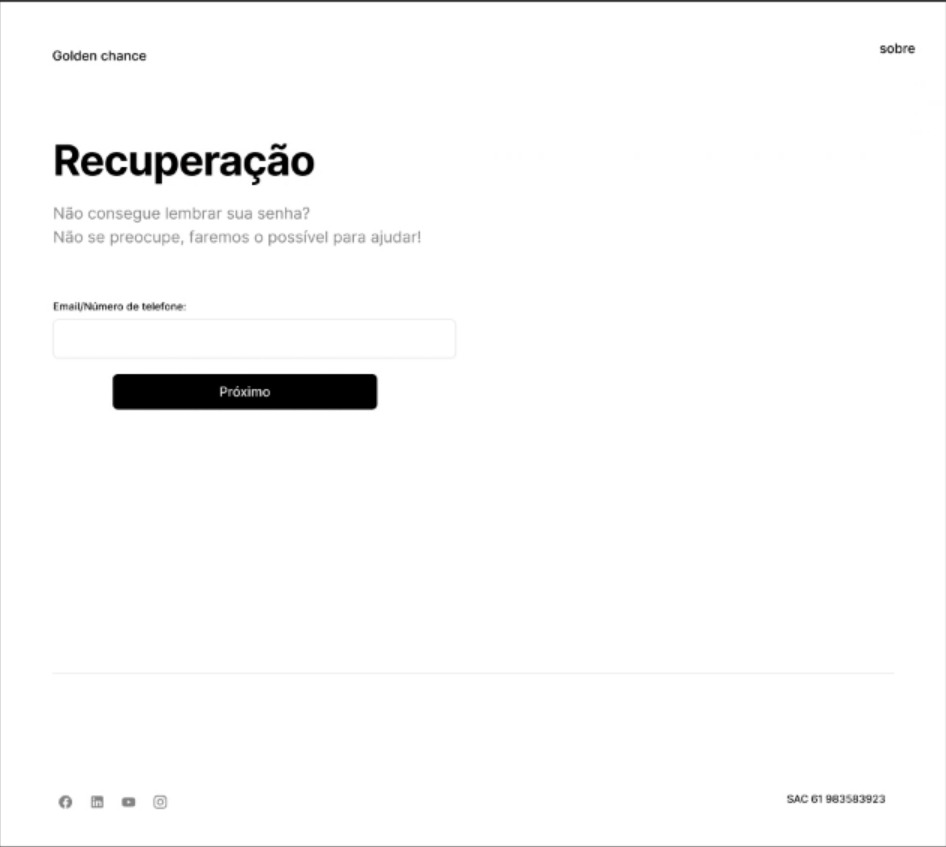 Golden chance
sobre
Recuperação
Não consegue lembrar sua senha?
Não se preocupe, faremos o possível para ajudar!
Email/Número de telefone:
Próximo
SAC 61 983583923